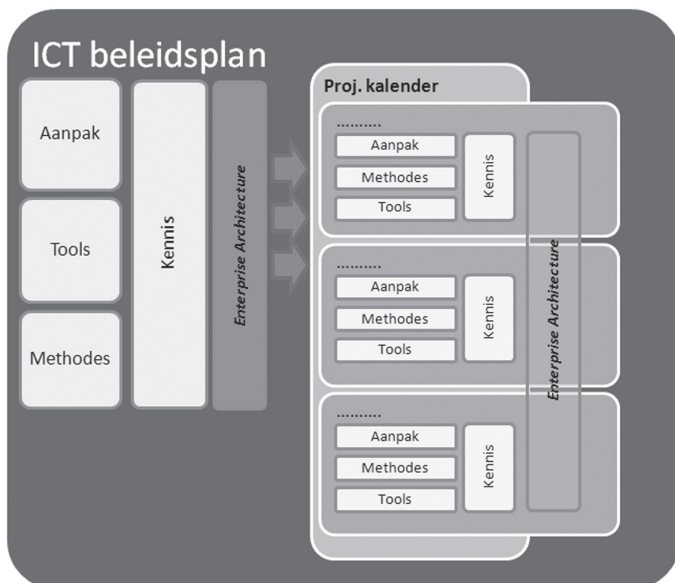 ICT beleidsplan
Aanpak
Tools
Methodes
Kennis
Enterprise Architecture
Proj. kalender
..........
Aanpak
Methodes
Tools
Kennis
..........
Aanpak
Methodes
Tools
Kennis
..........
Aanpak
Methodes
Tools
Kennis
Enterprise Architecture